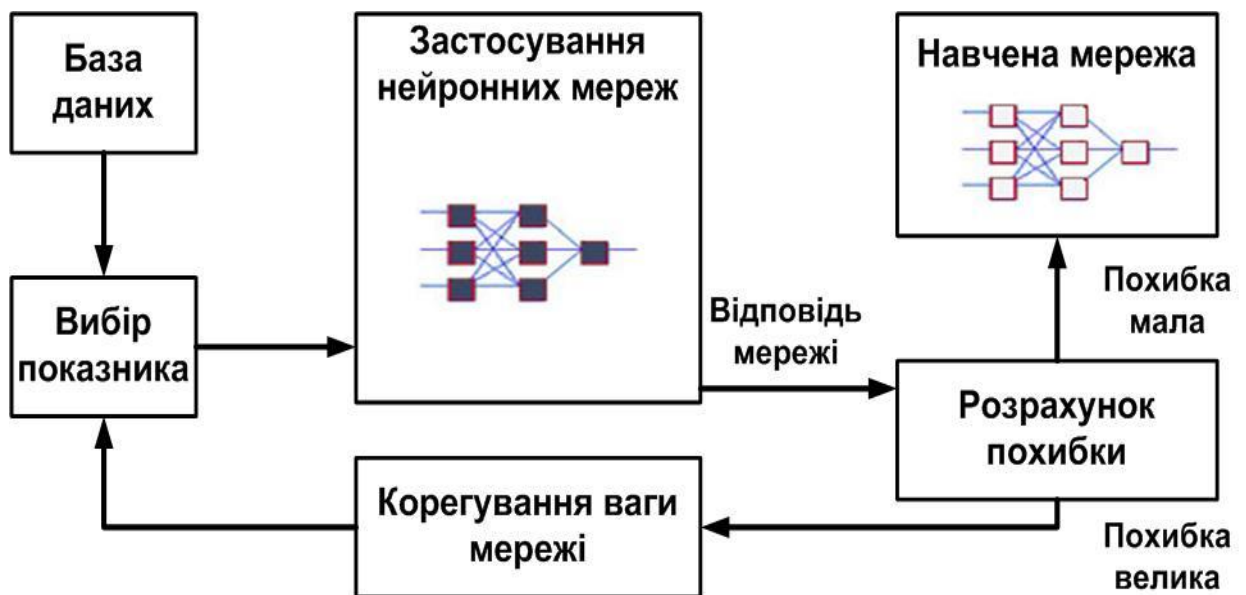 База
даних
Застосування
нейронних мереж
Навчена мережа
Вибір
показника
Відповідь
мережі
Похибка
мала
Розрахунок
похибки
Корегування ваги
мережі
Похибка
велика